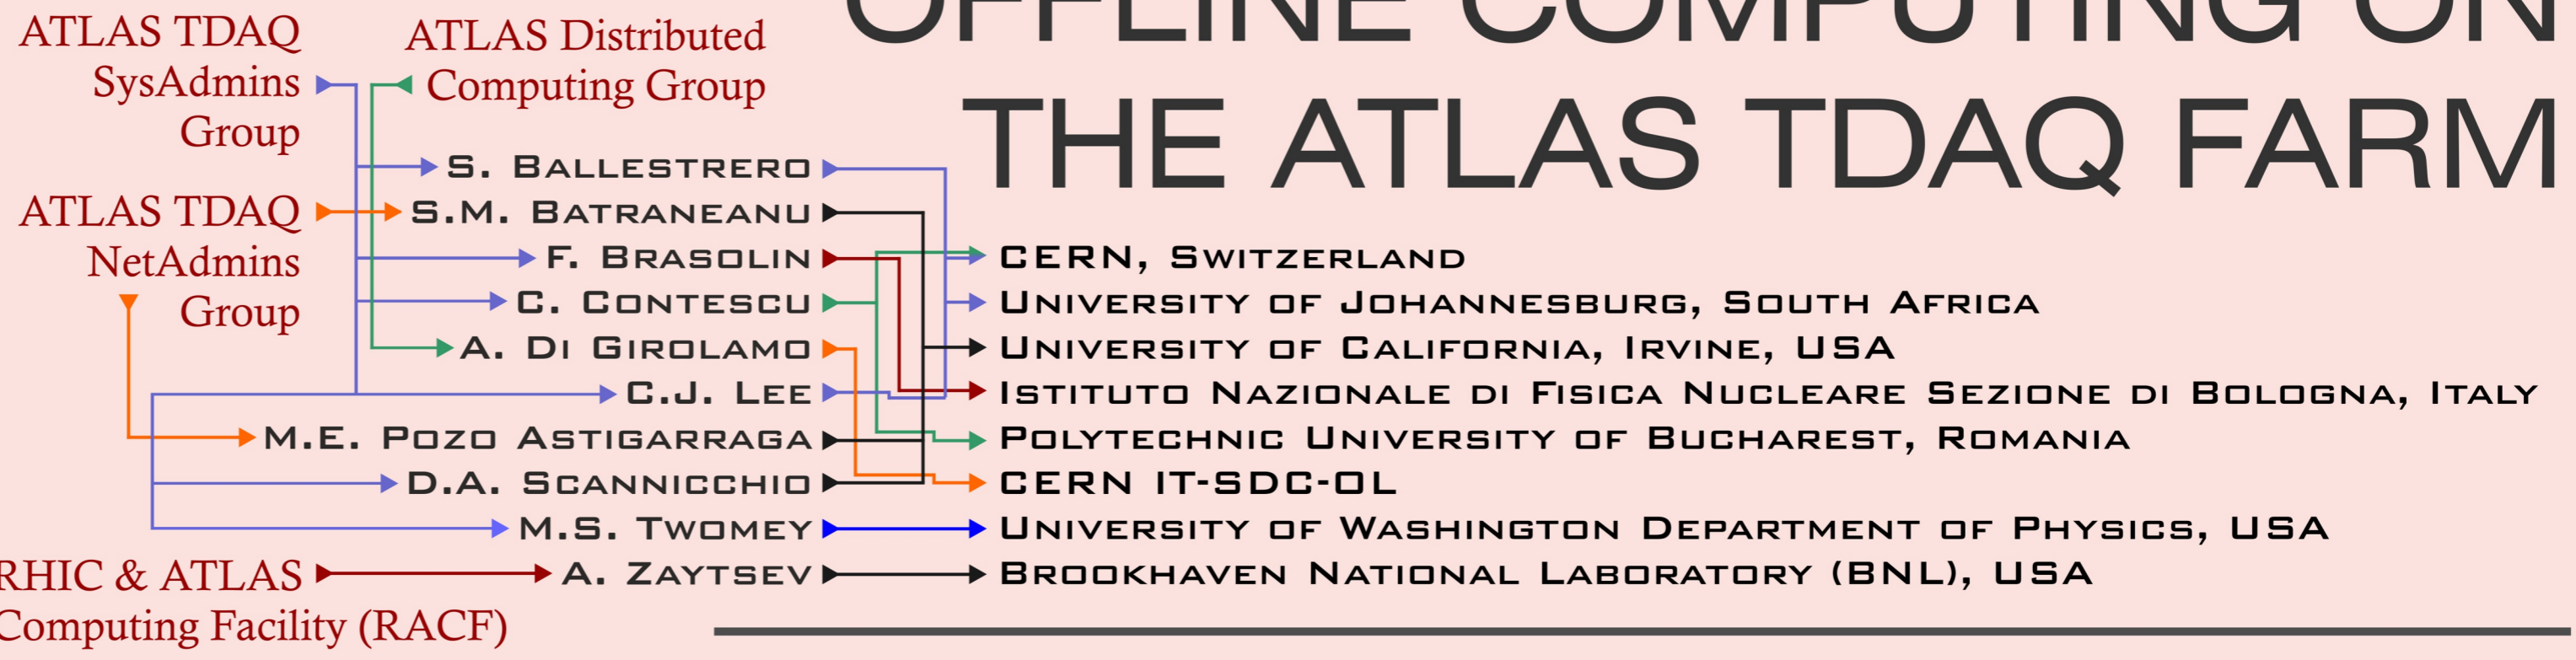 OFFLINE COMPUTING ON
THE ATLAS TDAQ FARM
ATLAS TDAQ
SysAdmins
Group
ATLAS Distributed
Computing Group
ATLAS TDAQ
NetAdmins
Group
RHIC & ATLAS
Computing Facility (RACF)
S. BALLESTRERO
S.M. BATRANEANU
F. BRASOLIN
C. CONTESCU
A. DI GIROLAMO
C.J. LEE
M.E. POZO ASTIGARRAGA
D.A. SCANNICCHIO
M.S. TWOMEY
A. ZAYTSEV
CERN, SWITZERLAND
UNIVERSITY OF JOHANNESBURG, SOUTH AFRICA
UNIVERSITY OF CALIFORNIA, IRVINE, USA
ISTITUTO NAZIONALE DI FISICA NUCLEARE SEZIONE DI BOLOGNA, ITALY
POLYTECHNIC UNIVERSITY OF BUCHAREST, ROMANIA
CERN IT-SDC-OL
UNIVERSITY OF WASHINGTON DEPARTMENT OF PHYSICS, USA
BROOKHAVEN NATIONAL LABORATORY (BNL), USA